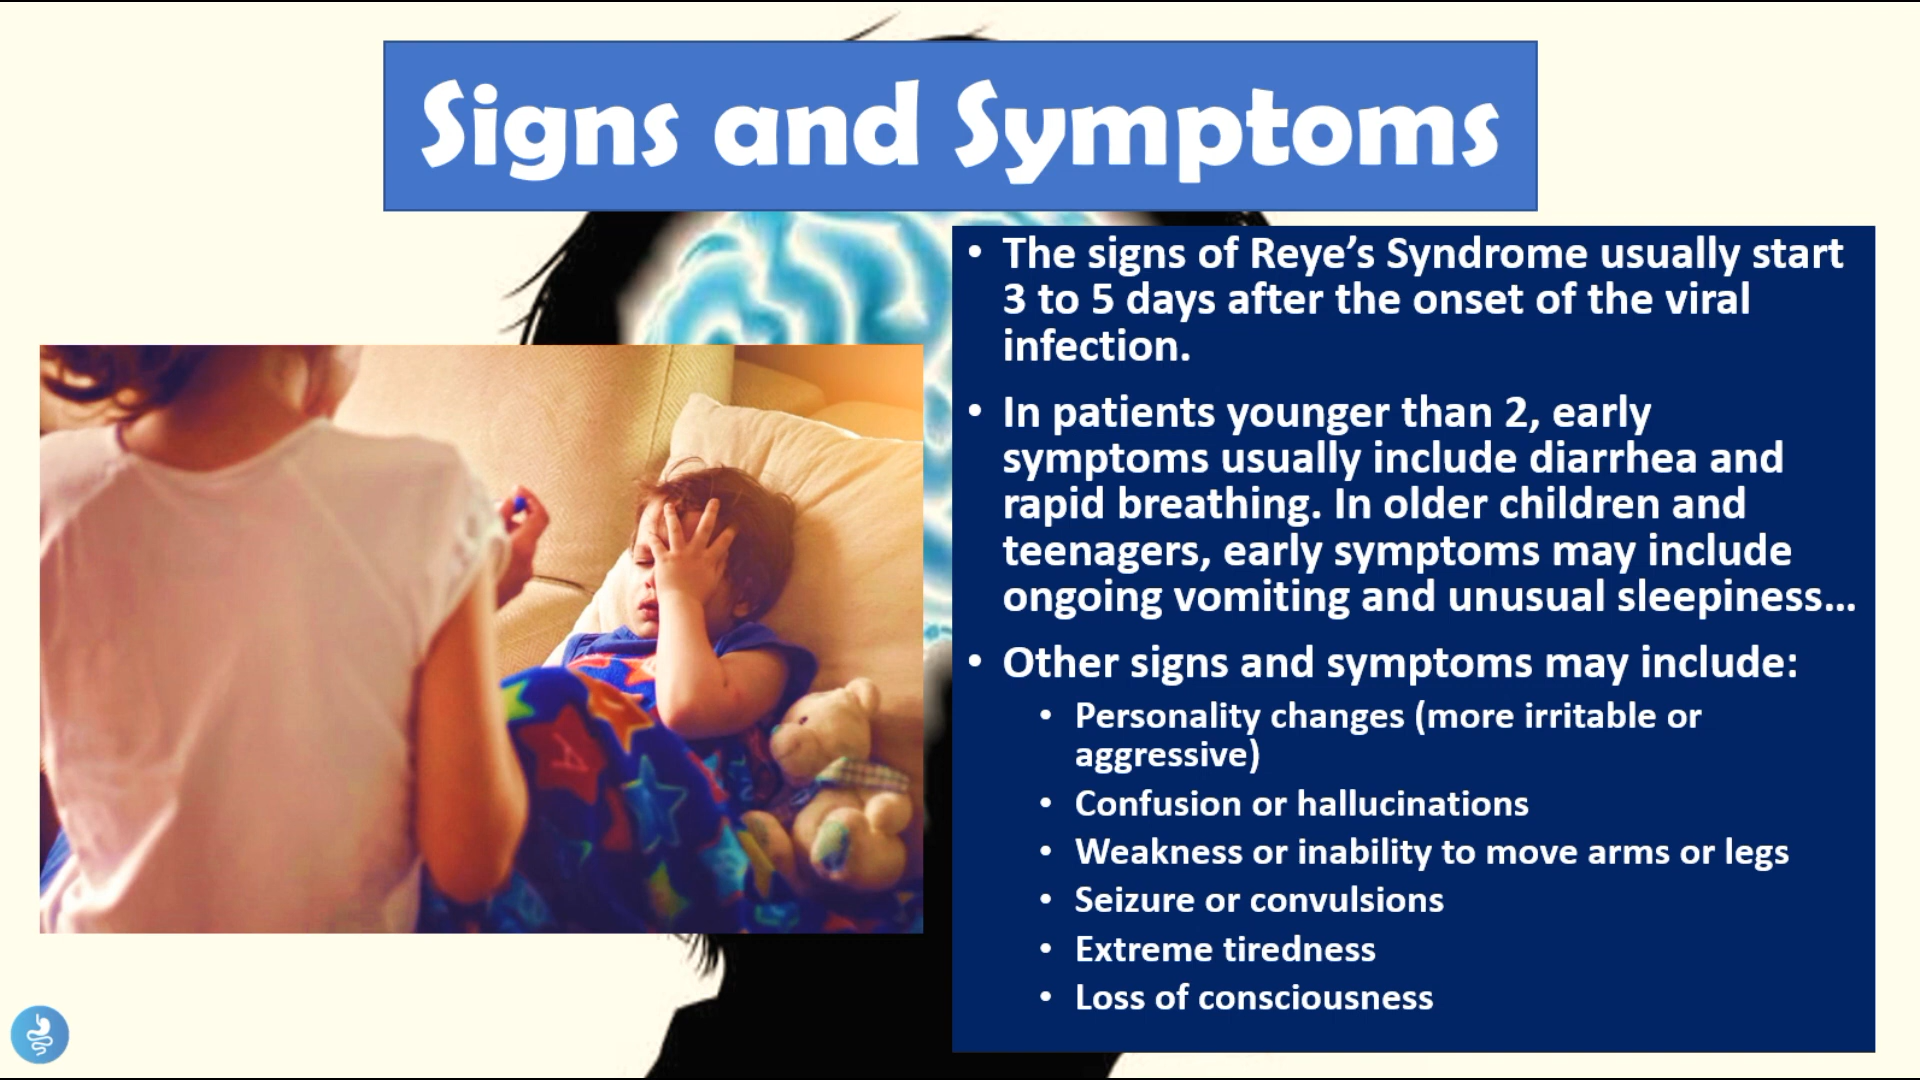 Signs and Symptoms
• The signs of Reye’s Syndrome usually start
3 to 5 days after the onset of the viral
infection.
• In patients younger than 2, early
symptoms usually include diarrhea and
rapid breathing. In older children and
teenagers, early symptoms may include
ongoing vomiting and unusual sleepiness…
• Other signs and symptoms may include:
• Personality changes (more irritable or
aggressive)
• Confusion or hallucinations
• Weakness or inability to move arms or legs
• Seizure or convulsions
• Extreme tiredness
• Loss of consciousness